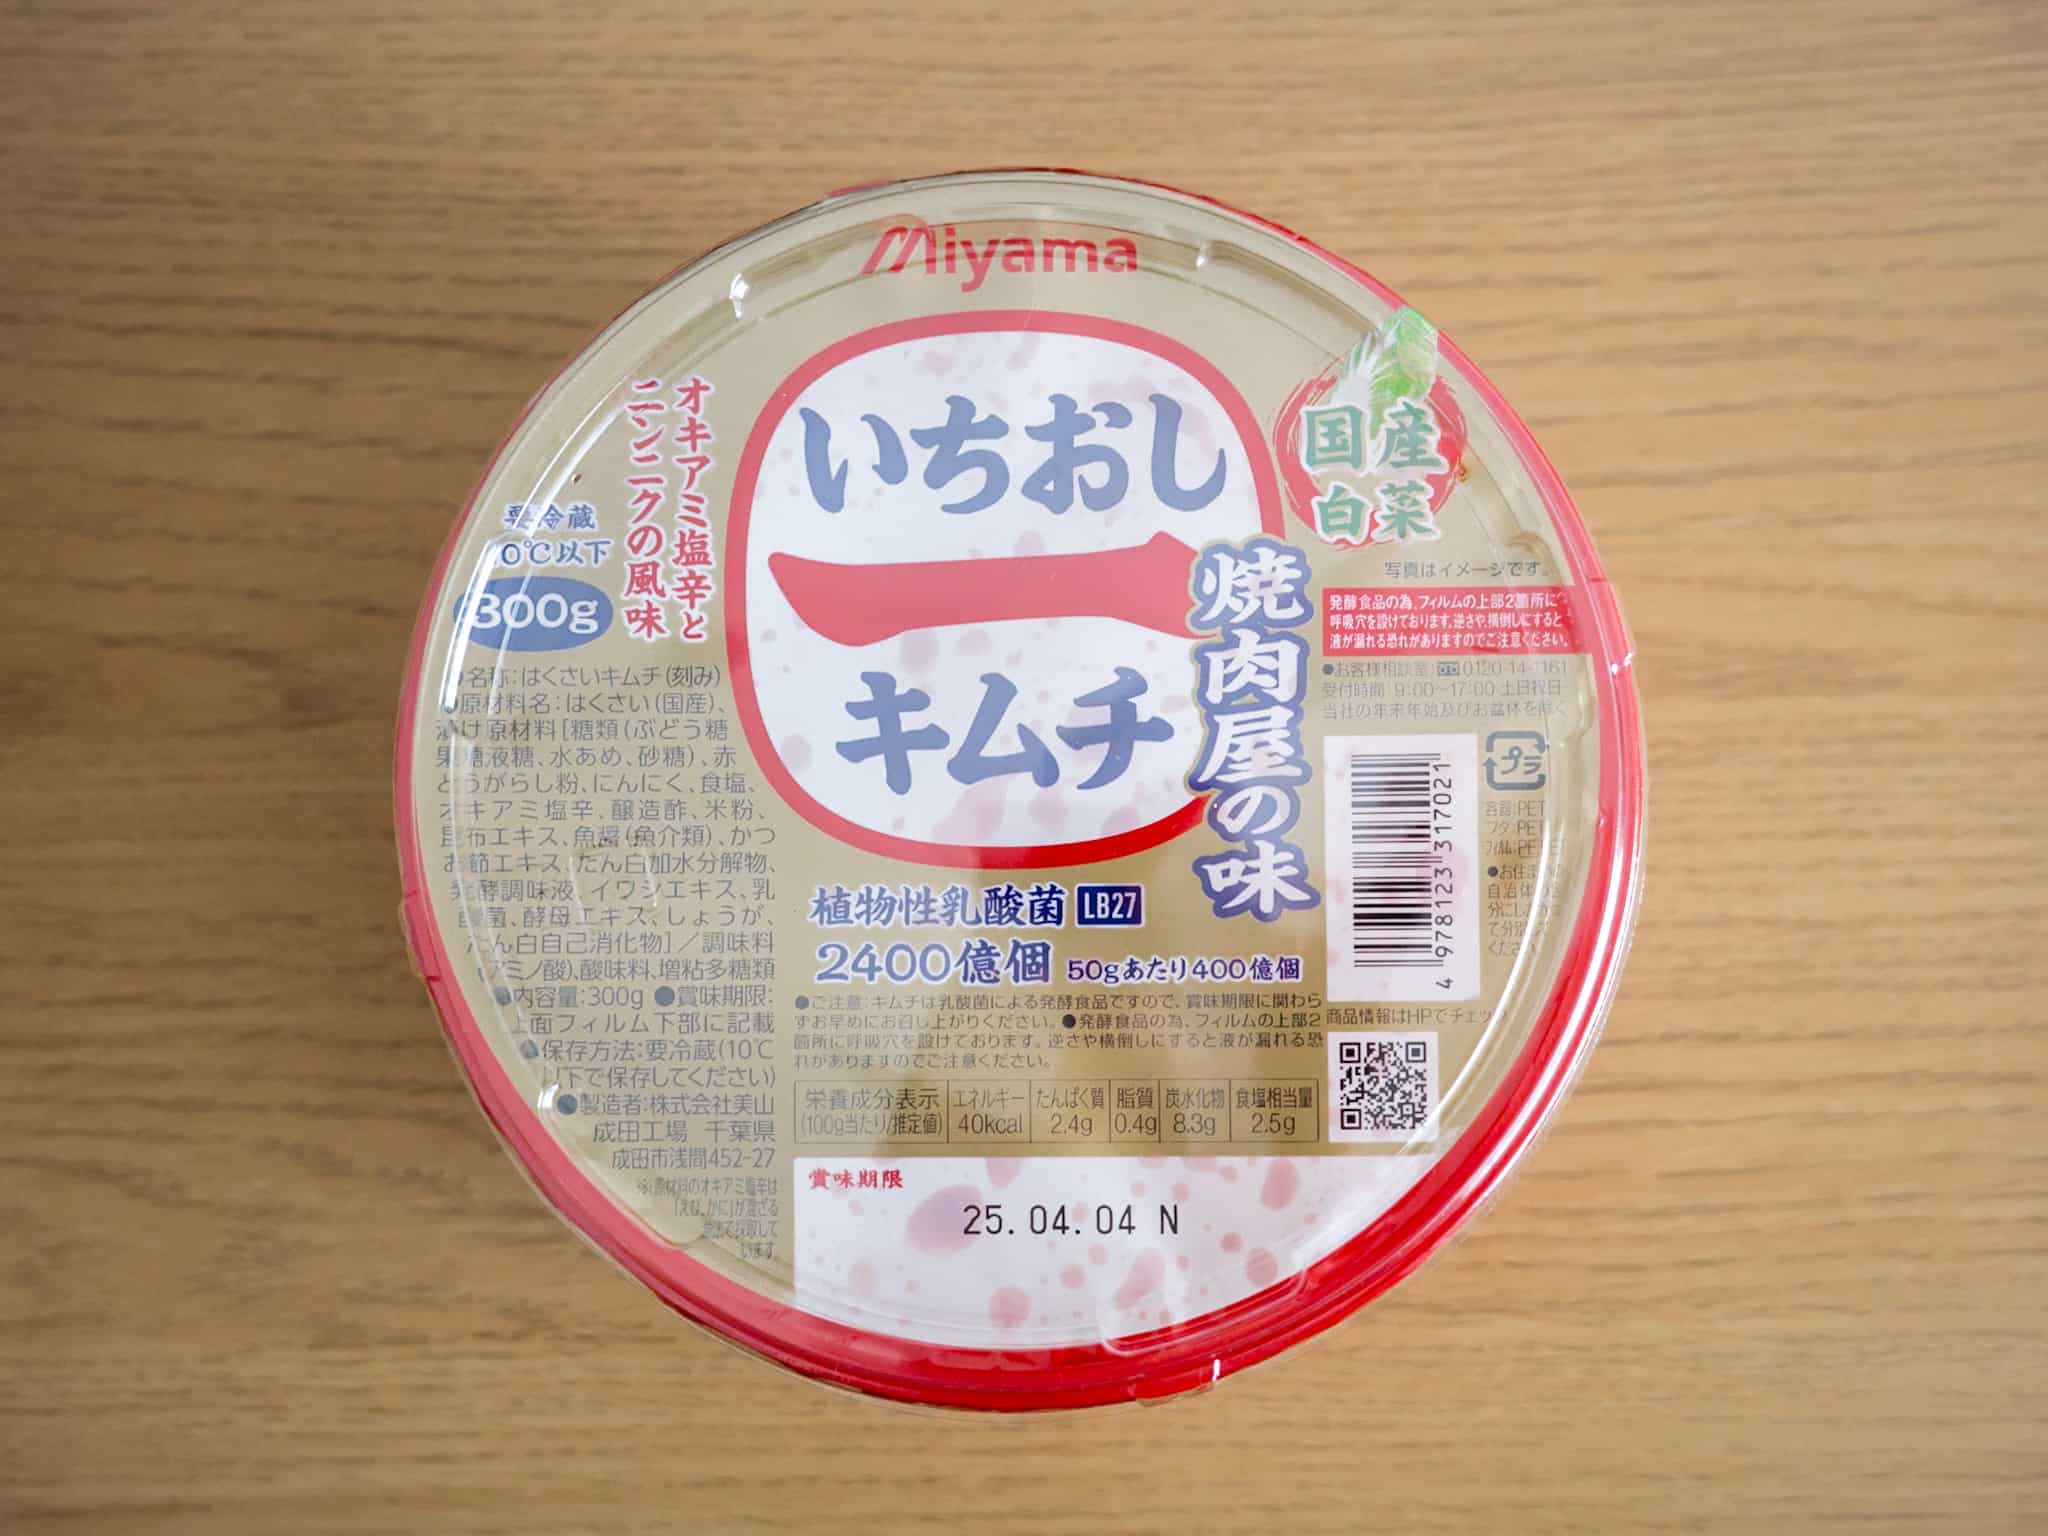 Miyama
いちおし
一
キムチ
焼肉屋の味
オキアミ塩辛と
ニンニクの風味
要冷蔵
10℃以下
300g
国産
白菜
写真はイメージです。
発酵食品の為、フィルムの上部2箇所に
呼吸穴を設けております。逆さや、横倒しにすると
液が漏れる恐れがありますのでご注意ください。
●お客様相談室:0120-14-1161
受付時間 9:00~17:00 土日祝日
当社の年末年始及びお盆休を除く
●名称:はくさいキムチ(刻み)
●原材料名:はくさい(国産)、
漬け原材料[糖類(ぶどう糖
果糖液糖、水あめ、砂糖)、赤
とうがらし粉、にんにく、食塩、
オキアミ塩辛、醸造酢、米粉、
昆布エキス、魚醤(魚介類)、かつ
お節エキス、たん白加水分解物、
発酵調味液、イワシエキス、乳
酸菌、酵母エキス、しょうが、
たん白自己消化物]/調味料
(アミノ酸)、酸味料、増粘多糖類
●内容量:300g ●賞味期限:
上面フィルム下部に記載
●保存方法:要冷蔵(10℃
以下で保存してください)
●製造者:株式会社美山
成田工場 千葉県
成田市浅間452-27
※原材料のオキアミ塩辛は
「えび、かに」が混ざる
います。
植物性乳酸菌 LB27
2400億個 50gあたり400億個
●ご注意:キムチは乳酸菌による発酵食品ですので、賞味期限に関わら
ずお早めにお召し上がりください。●発酵食品の為、フィルムの上部2
箇所に呼吸穴を設けております。逆さや横倒しにすると液が漏れる恐
れがありますのでご注意ください。
栄養成分表示 エネルギー たんぱく質 脂質 炭水化物 食塩相当量
(100g当たり/推定値) 40kcal 2.4g 0.4g 8.3g 2.5g
プラ
容器:PET
フタ:PET
4 978123 317021
商品情報はHPでチェック
賞味期限
25.04.04 N